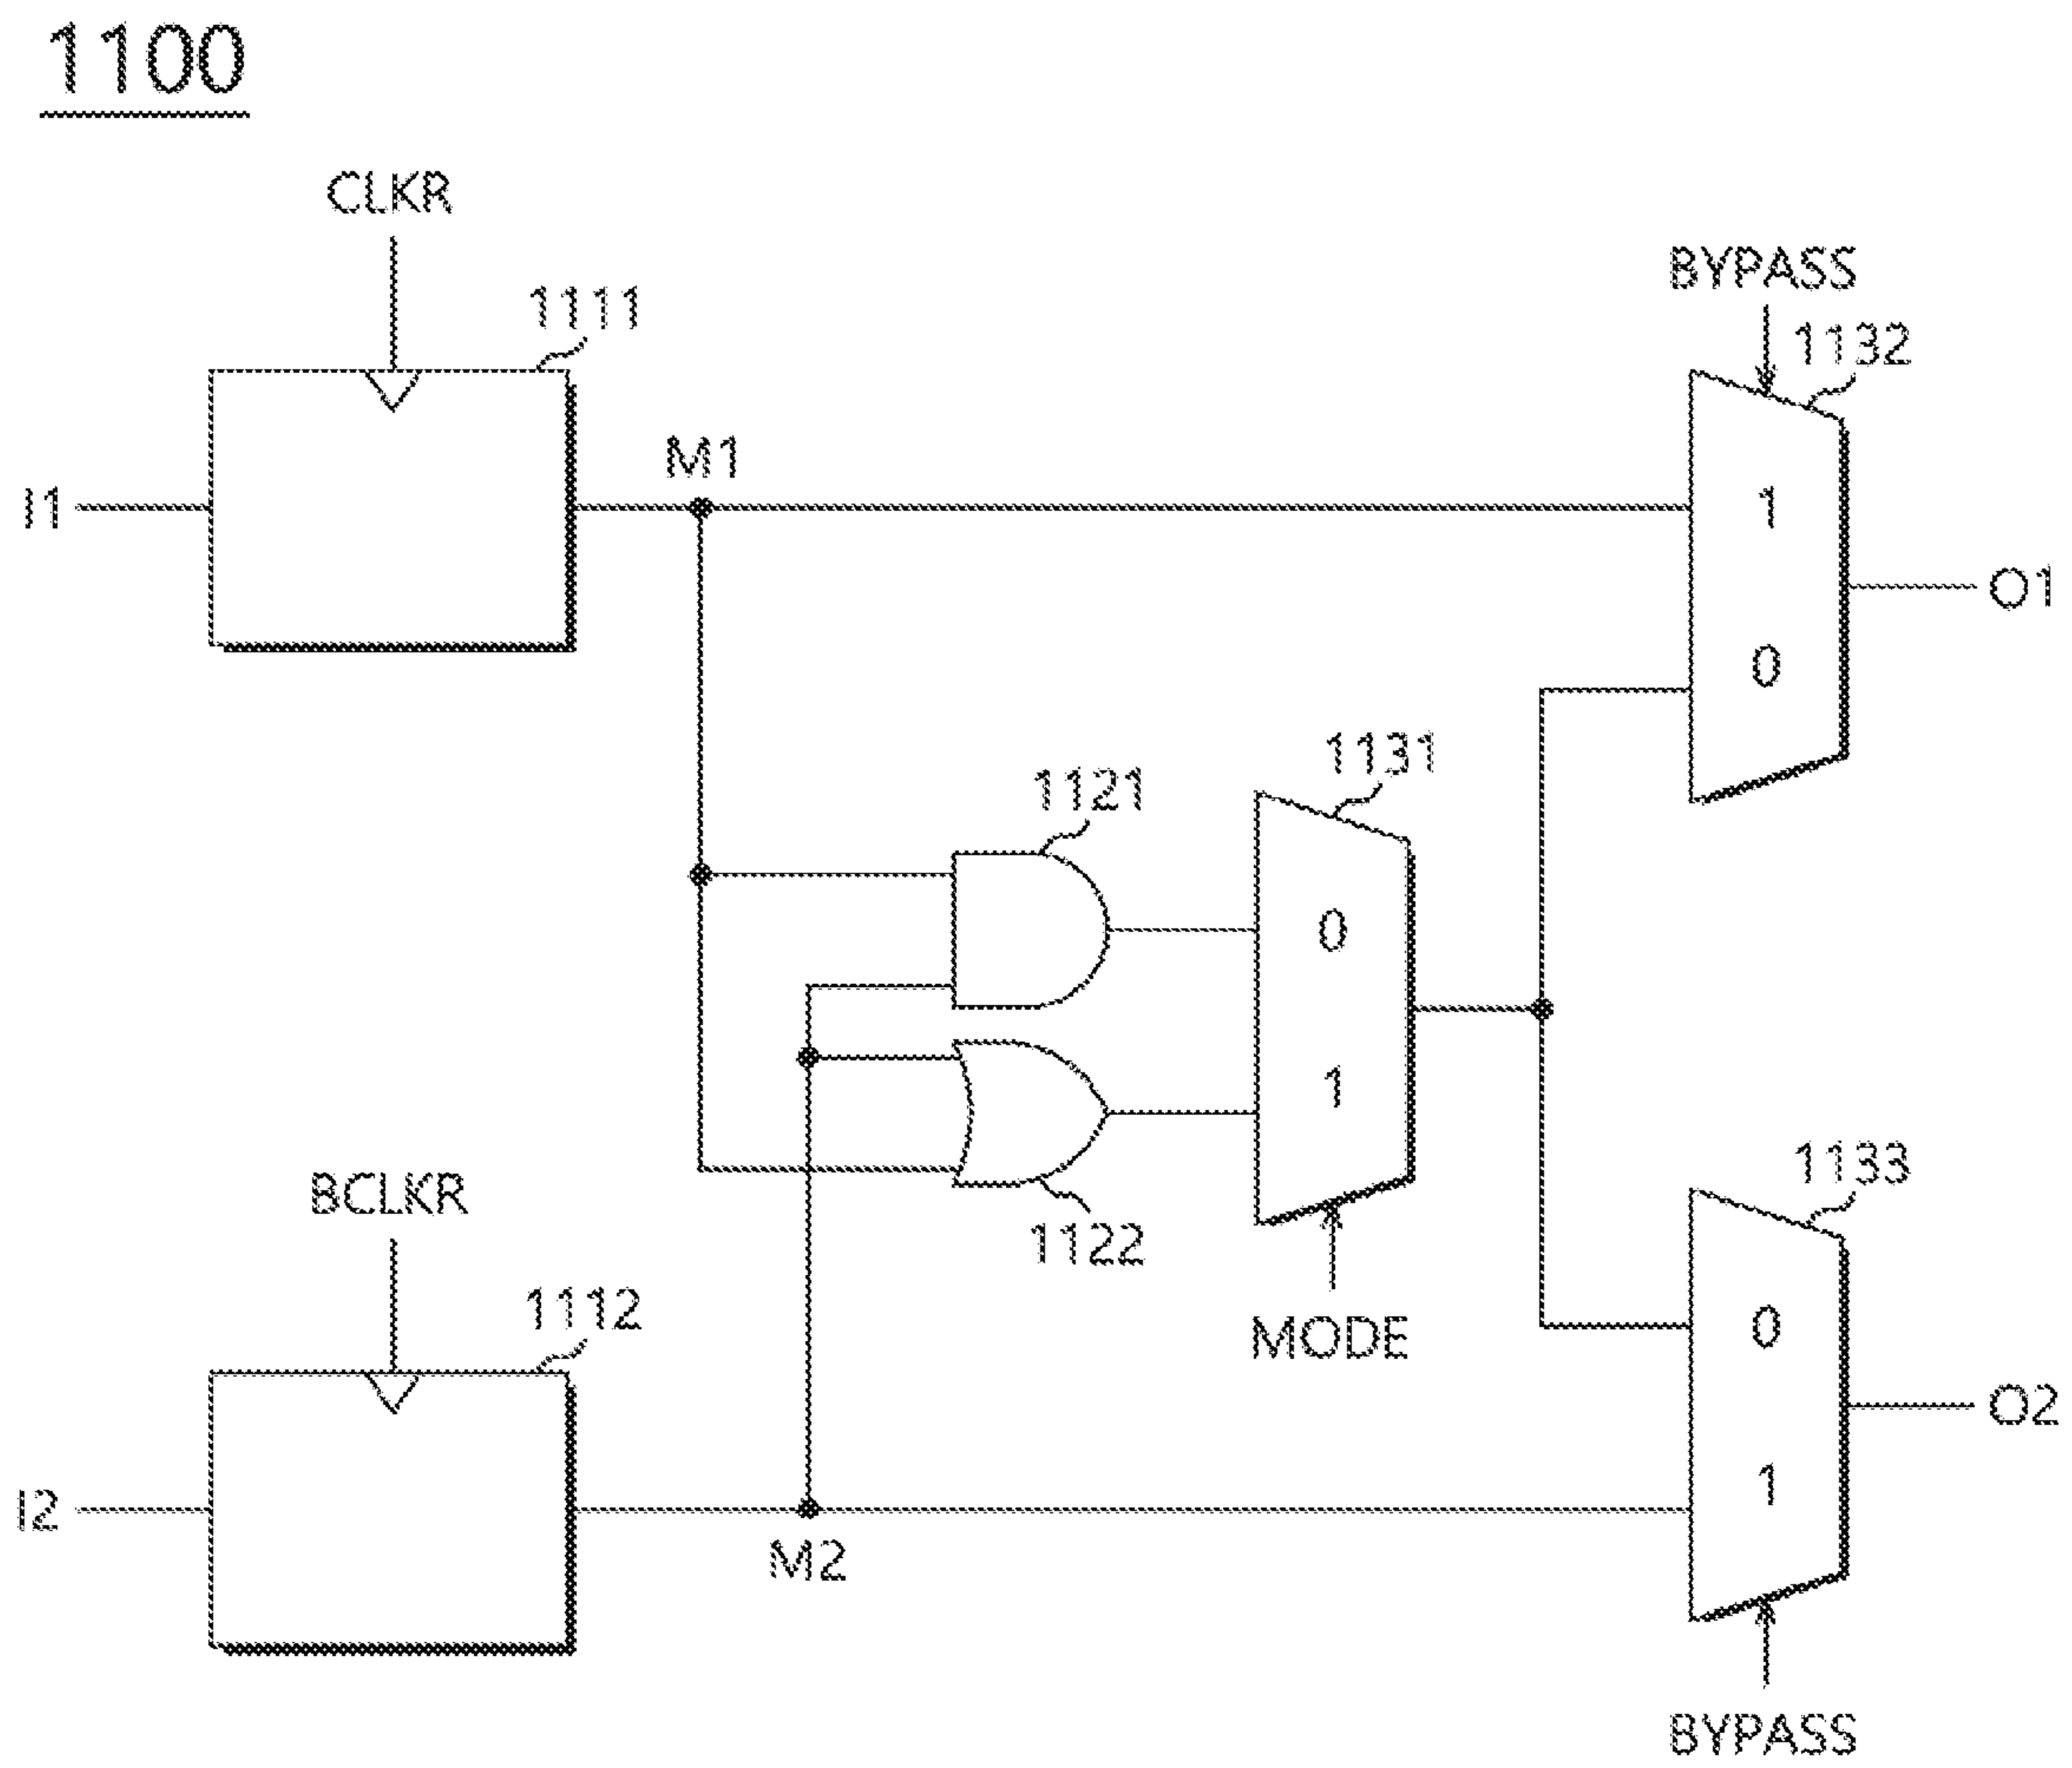 1100
CLKR
1111
BYPASS
1132
M1
I1
1
O1
0
1131
1121
0
1
1133
BCLKR
1122
1112
MODE
0
O2
1
I2
M2
BYPASS